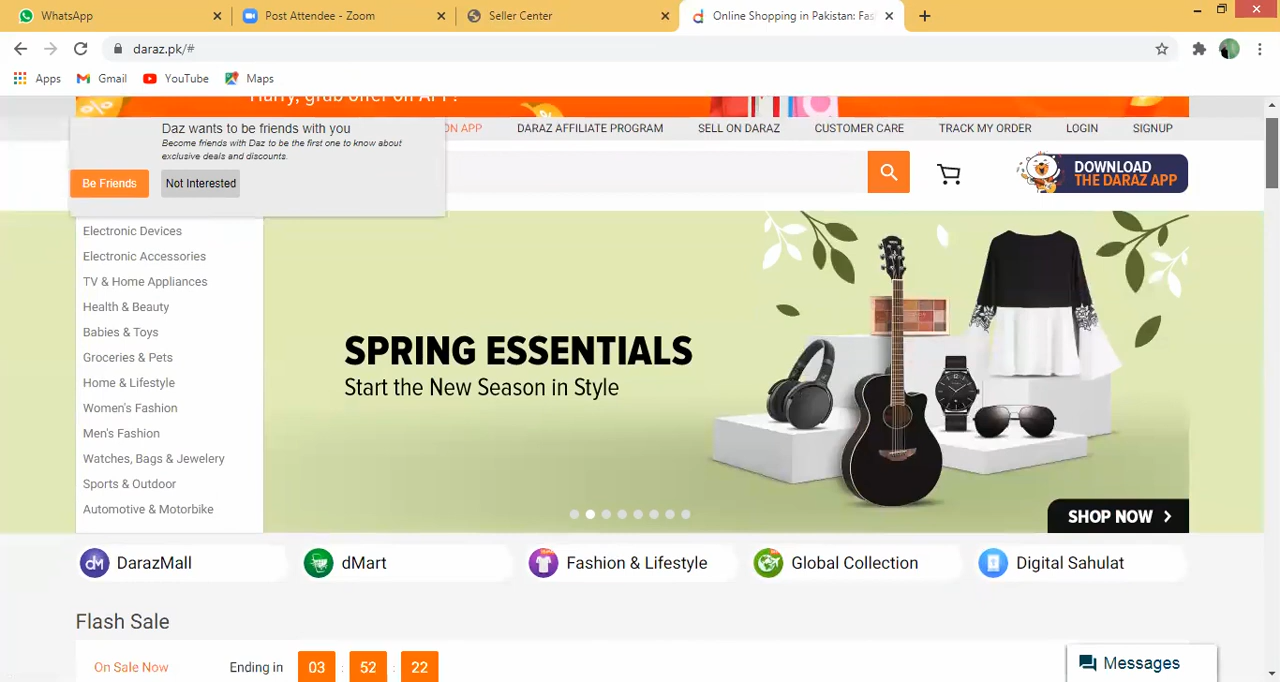 WhatsApp
Post Attendee - Zoom
Seller Center
Online Shopping in Pakistan: Fas
daraz.pk/#
Apps
Gmail
YouTube
Maps
Hurry, grab offer on APP!
Daz wants to be friends with you
Become friends with Daz to be the first one to know about
exclusive deals and discounts.
Be Friends
Not Interested
ON APP
DARAZ AFFILIATE PROGRAM
SELL ON DARAZ
CUSTOMER CARE
TRACK MY ORDER
LOGIN
SIGNUP
DOWNLOAD
THE DARAZ APP
Electronic Devices
Electronic Accessories
TV & Home Appliances
Health & Beauty
Babies & Toys
Groceries & Pets
Home & Lifestyle
Women's Fashion
Men's Fashion
Watches, Bags & Jewelery
Sports & Outdoor
Automotive & Motorbike
SPRING ESSENTIALS
Start the New Season in Style
SHOP NOW
DarazMall
dMart
Fashion & Lifestyle
Global Collection
Digital Sahulat
Flash Sale
On Sale Now
Ending in
03 : 52 : 22
Messages